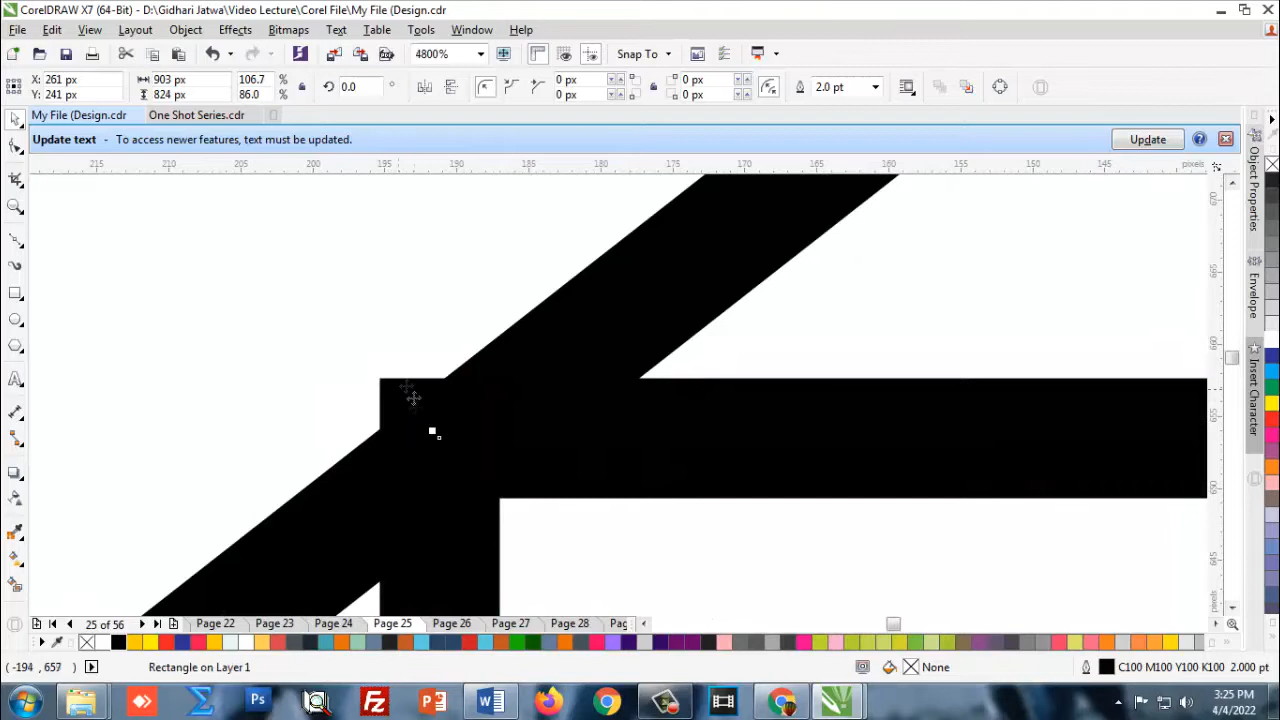 CorelDRAW X7 (64-Bit) - D:\Gidhari Jatwa\Video Lecture\Corel File\My File (Design.cdr
File Edit View Layout Object Effects Bitmaps Text Table Tools Window Help
4800% Snap To
X: 261 px 903 px 106.7 % 0.0 ° 0 px 0 px 2.0 pt
Y: 241 px 824 px 86.0 % 0 px 0 px
My File (Design.cdr One Shot Series.cdr
Update text - To access newer features, text must be updated. Update
215 210 205 200 195 190 185 180 175 170 165 160 155 150 145 pixels
Object Properties
Envelope
Insert Character
650
645
pixels
25 of 56 Page 22 Page 23 Page 24 Page 25 Page 26 Page 27 Page 28 Pag
(-194 , 657 ) Rectangle on Layer 1 None C100 M100 Y100 K100 2.000 pt
Ps Fz P W
3:25 PM
4/4/2022